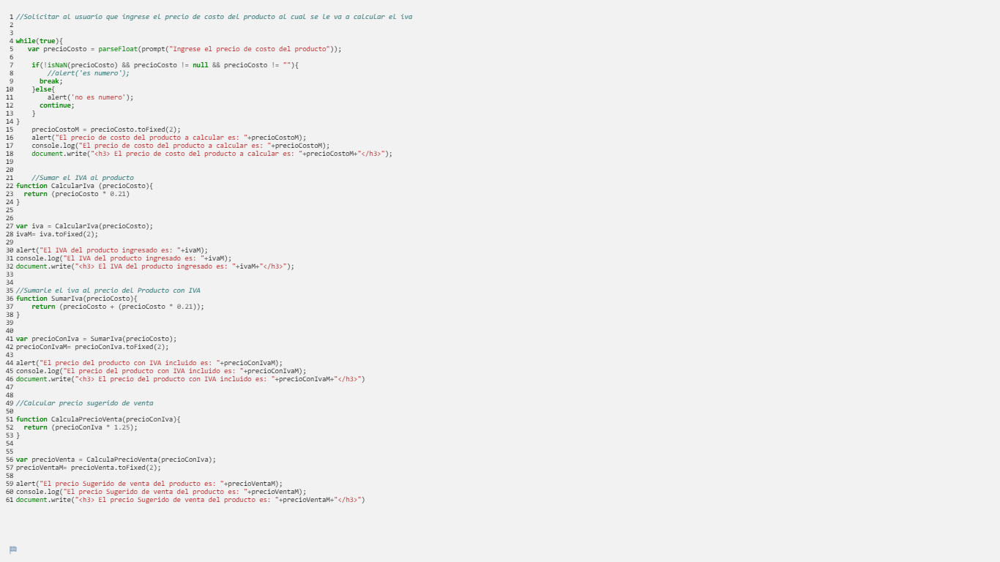 1 //Solicitar al usuario que ingrese el precio de costo del producto al cual se le va a calcular el iva
2
3
4 while(true){
5    var precioCosto = parseFloat(prompt("Ingrese el precio de costo del producto"));
6
7     if(!isNaN(precioCosto) && precioCosto != null && precioCosto != ""){
8         //alert('es numero');
9       break;
10     }else{
11         alert('no es numero');
12       continue;
13     }
14 }
15     precioCostoM = precioCosto.toFixed(2);
16     alert("El precio de costo del producto a calcular es: "+precioCostoM);
17     console.log("El precio de costo del producto a calcular es: "+precioCostoM);
18     document.write("<h3> El precio de costo del producto a calcular es: "+precioCostoM+"</h3>");
19
20
21     //Sumar el IVA al producto
22 function CalcularIva (precioCosto){
23   return (precioCosto * 0.21)
24 }
25
26
27 var iva = CalcularIva(precioCosto);
28 ivaM= iva.toFixed(2);
29
30 alert("El IVA del producto ingresado es: "+ivaM);
31 console.log("El IVA del producto ingresado es: "+ivaM);
32 document.write("<h3> El IVA del producto ingresado es: "+ivaM+"</h3>");
33
34
35 //Sumarle el iva al precio del Producto con IVA
36 function SumarIva(precioCosto){
37     return (precioCosto + (precioCosto * 0.21));
38 }
39
40
41 var precioConIva = SumarIva(precioCosto);
42 precioConIvaM= precioConIva.toFixed(2);
43
44 alert("El precio del producto con IVA incluido es: "+precioConIvaM);
45 console.log("El precio del producto con IVA incluido es: "+precioConIvaM);
46 document.write("<h3> El precio del producto con IVA incluido es: "+precioConIvaM+"</h3>")
47
48
49 //Calcular precio sugerido de venta
50
51 function CalculaPrecioVenta(precioConIva){
52   return (precioConIva * 1.25);
53 }
54
55
56 var precioVenta = CalculaPrecioVenta(precioConIva);
57 precioVentaM= precioVenta.toFixed(2);
58
59 alert("El precio Sugerido de venta del producto es: "+precioVentaM);
60 console.log("El precio Sugerido de venta del producto es: "+precioVentaM);
61 document.write("<h3> El precio Sugerido de venta del producto es: "+precioVentaM+"</h3>")